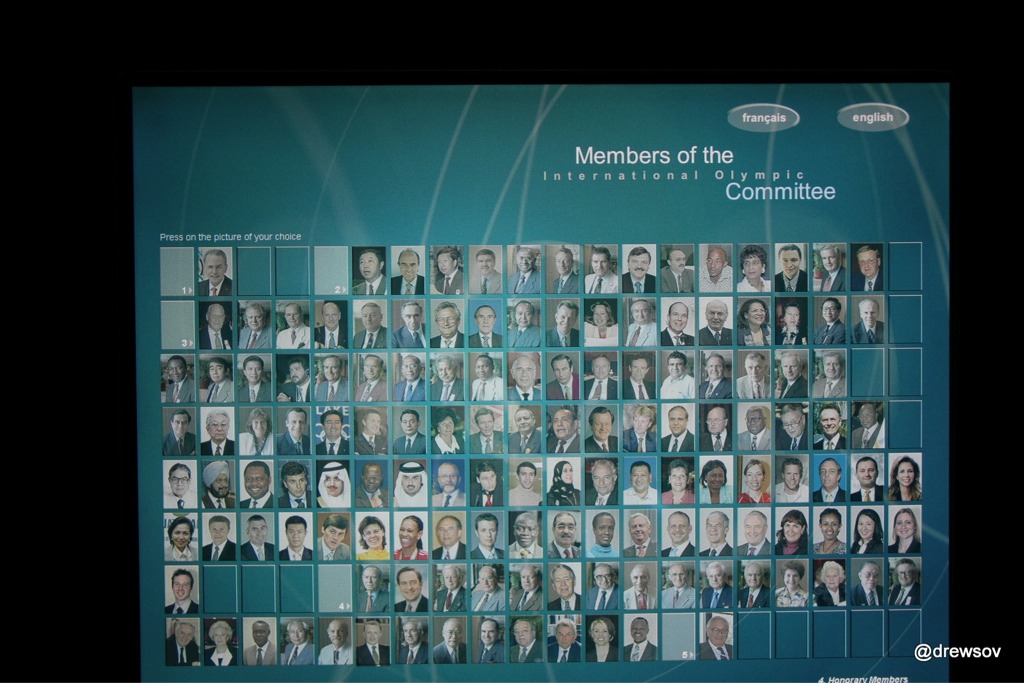 français
english
Members of the
International Olympic
Committee
Press on the picture of your choice
1
2
3
LAKE
4
5
@drewsov
4. Honorary Members